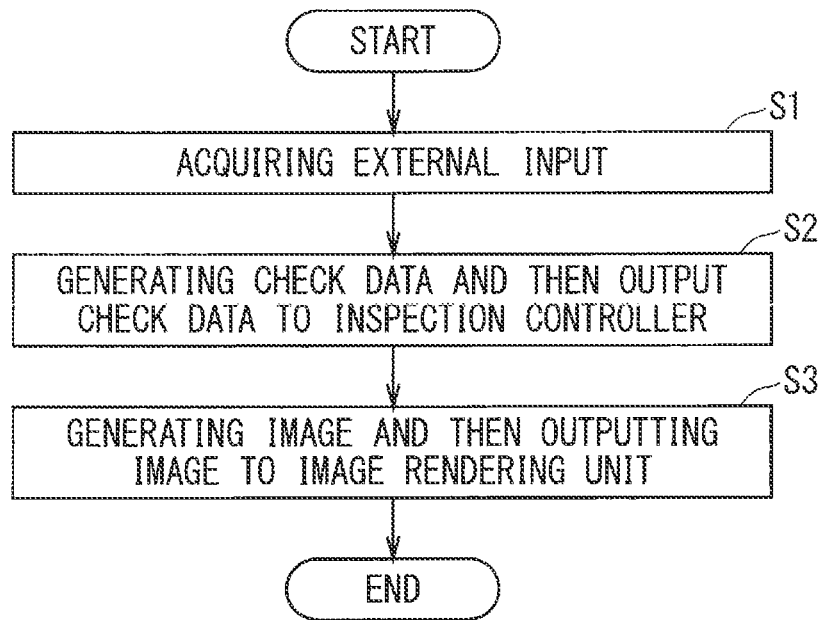 START
S1
ACQUIRING EXTERNAL INPUT
S2
GENERATING CHECK DATA AND THEN OUTPUT
CHECK DATA TO INSPECTION CONTROLLER
S3
GENERATING IMAGE AND THEN OUTPUTTING
IMAGE TO IMAGE RENDERING UNIT
END